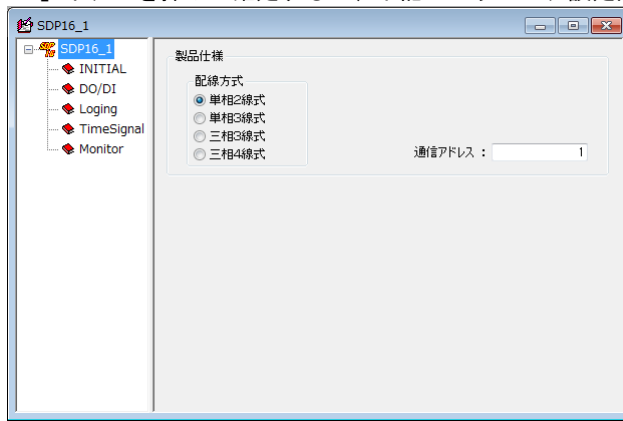 SDP16_1
SDP16_1
INITIAL
DO/DI
Loging
TimeSignal
Monitor
製品仕様
配線方式
単相2線式
単相3線式
三相3線式
三相4線式
通信アドレス : 1